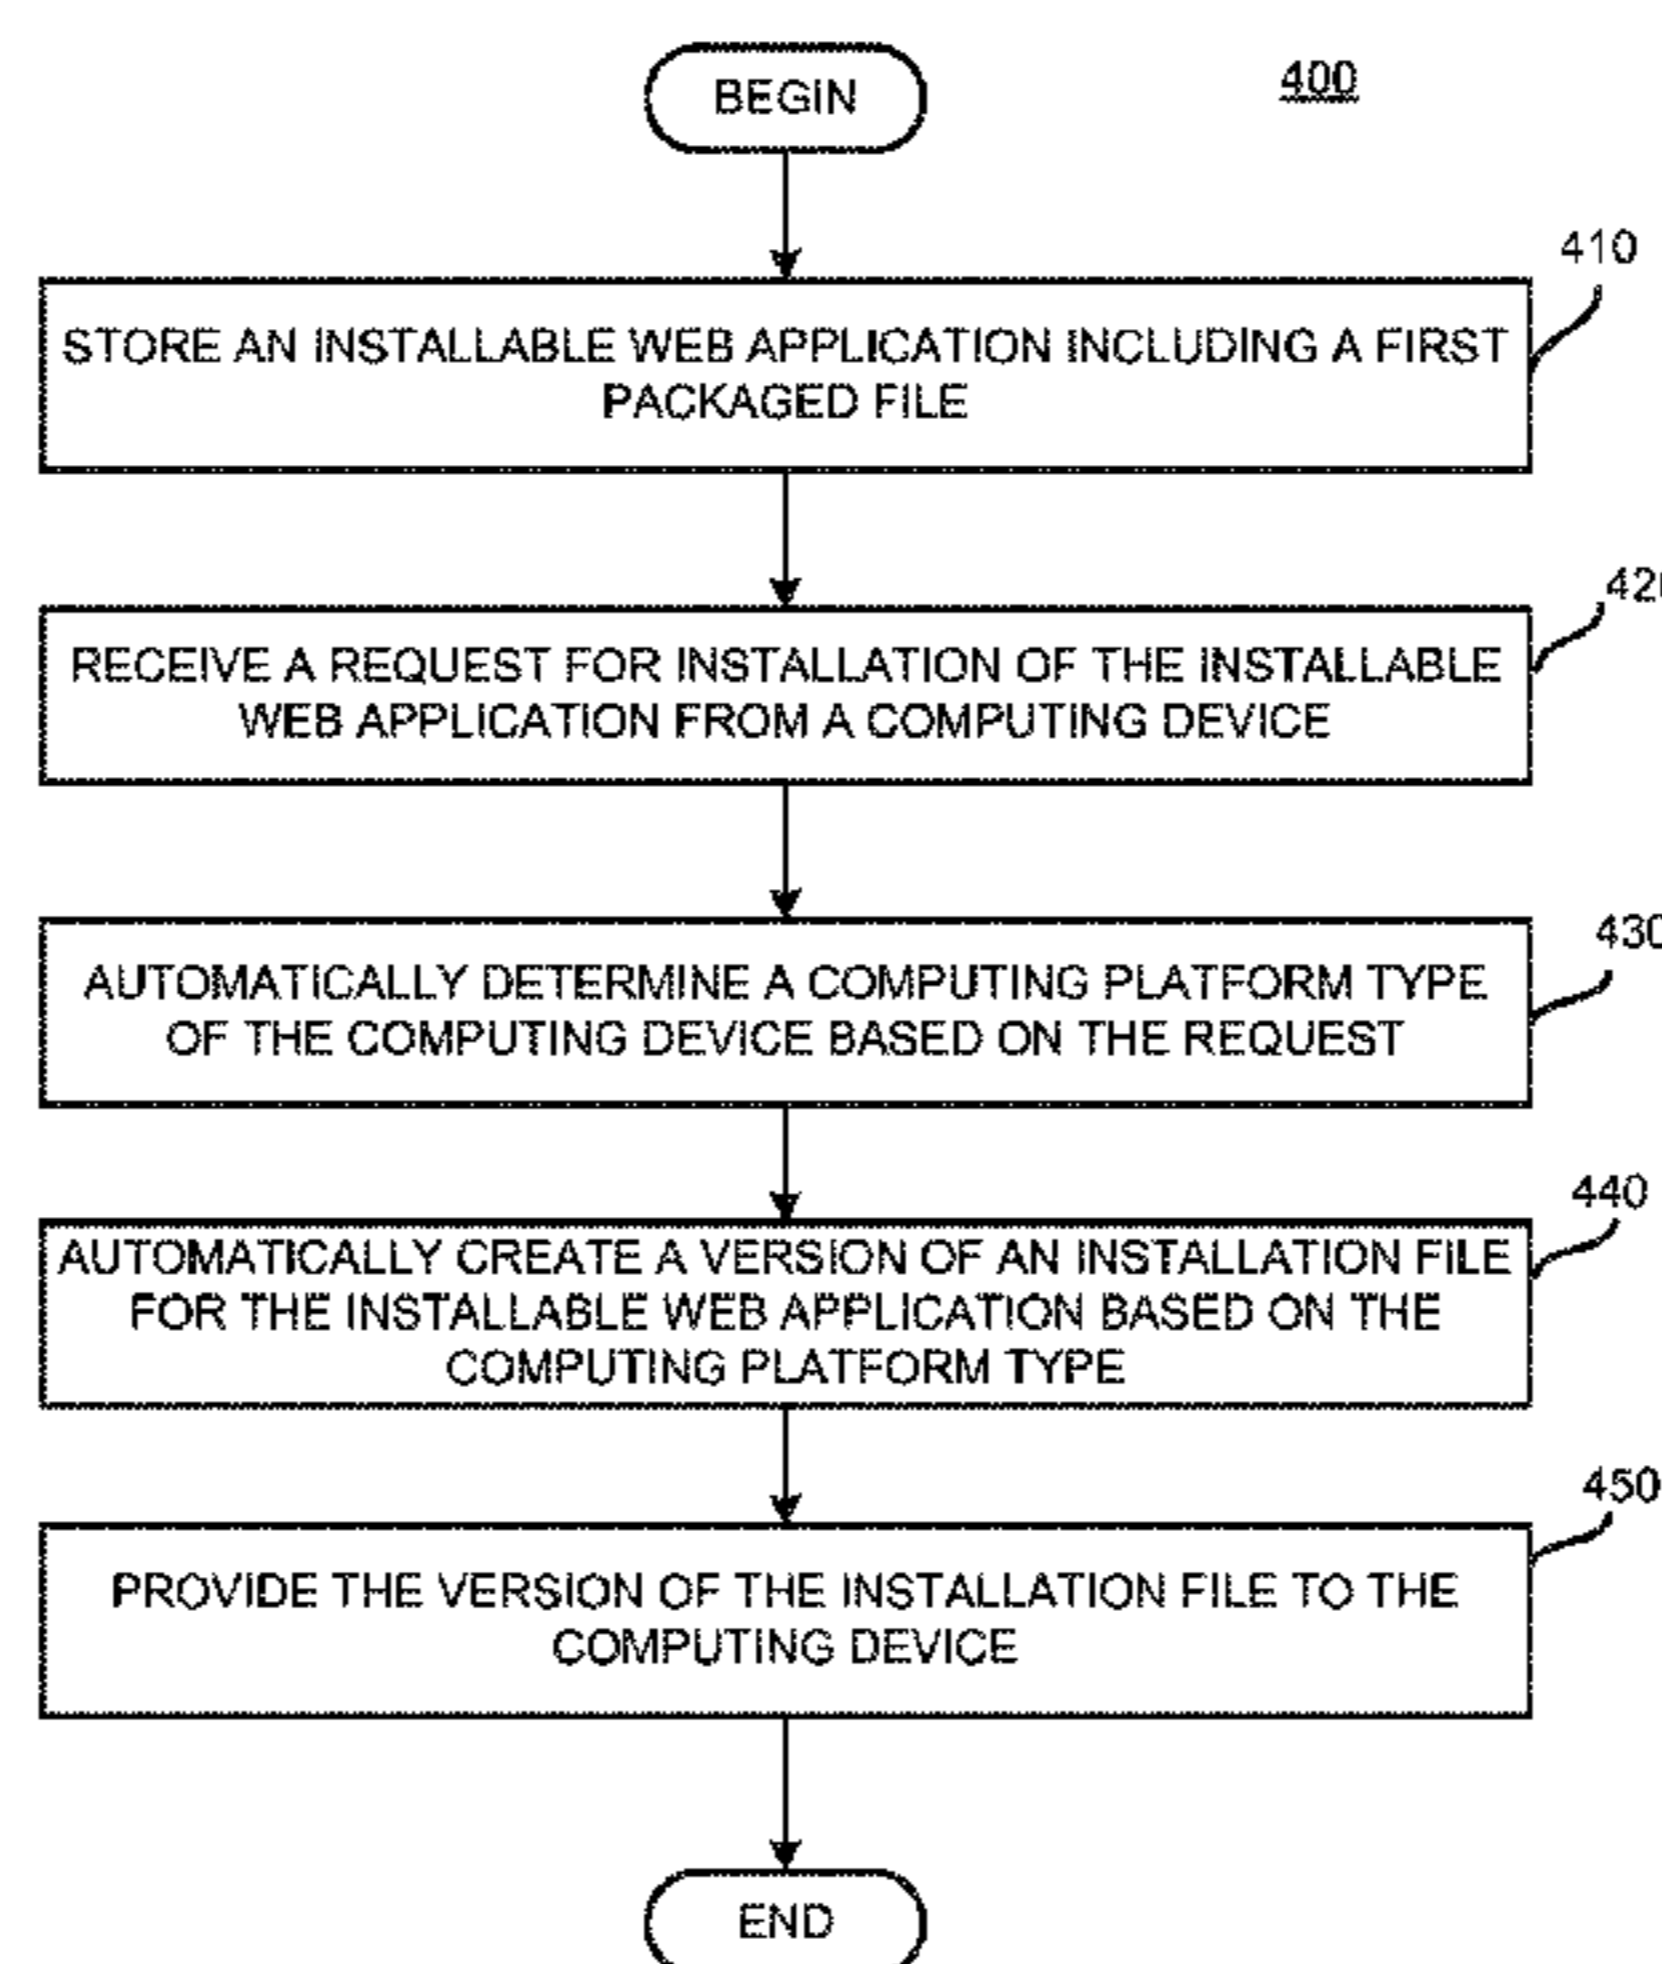 BEGIN
400
410
STORE AN INSTALLABLE WEB APPLICATION INCLUDING A FIRST
PACKAGED FILE
420
RECEIVE A REQUEST FOR INSTALLATION OF THE INSTALLABLE
WEB APPLICATION FROM A COMPUTING DEVICE
430
AUTOMATICALLY DETERMINE A COMPUTING PLATFORM TYPE
OF THE COMPUTING DEVICE BASED ON THE REQUEST
440
AUTOMATICALLY CREATE A VERSION OF AN INSTALLATION FILE
FOR THE INSTALLABLE WEB APPLICATION BASED ON THE
COMPUTING PLATFORM TYPE
450
PROVIDE THE VERSION OF THE INSTALLATION FILE TO THE
COMPUTING DEVICE
END